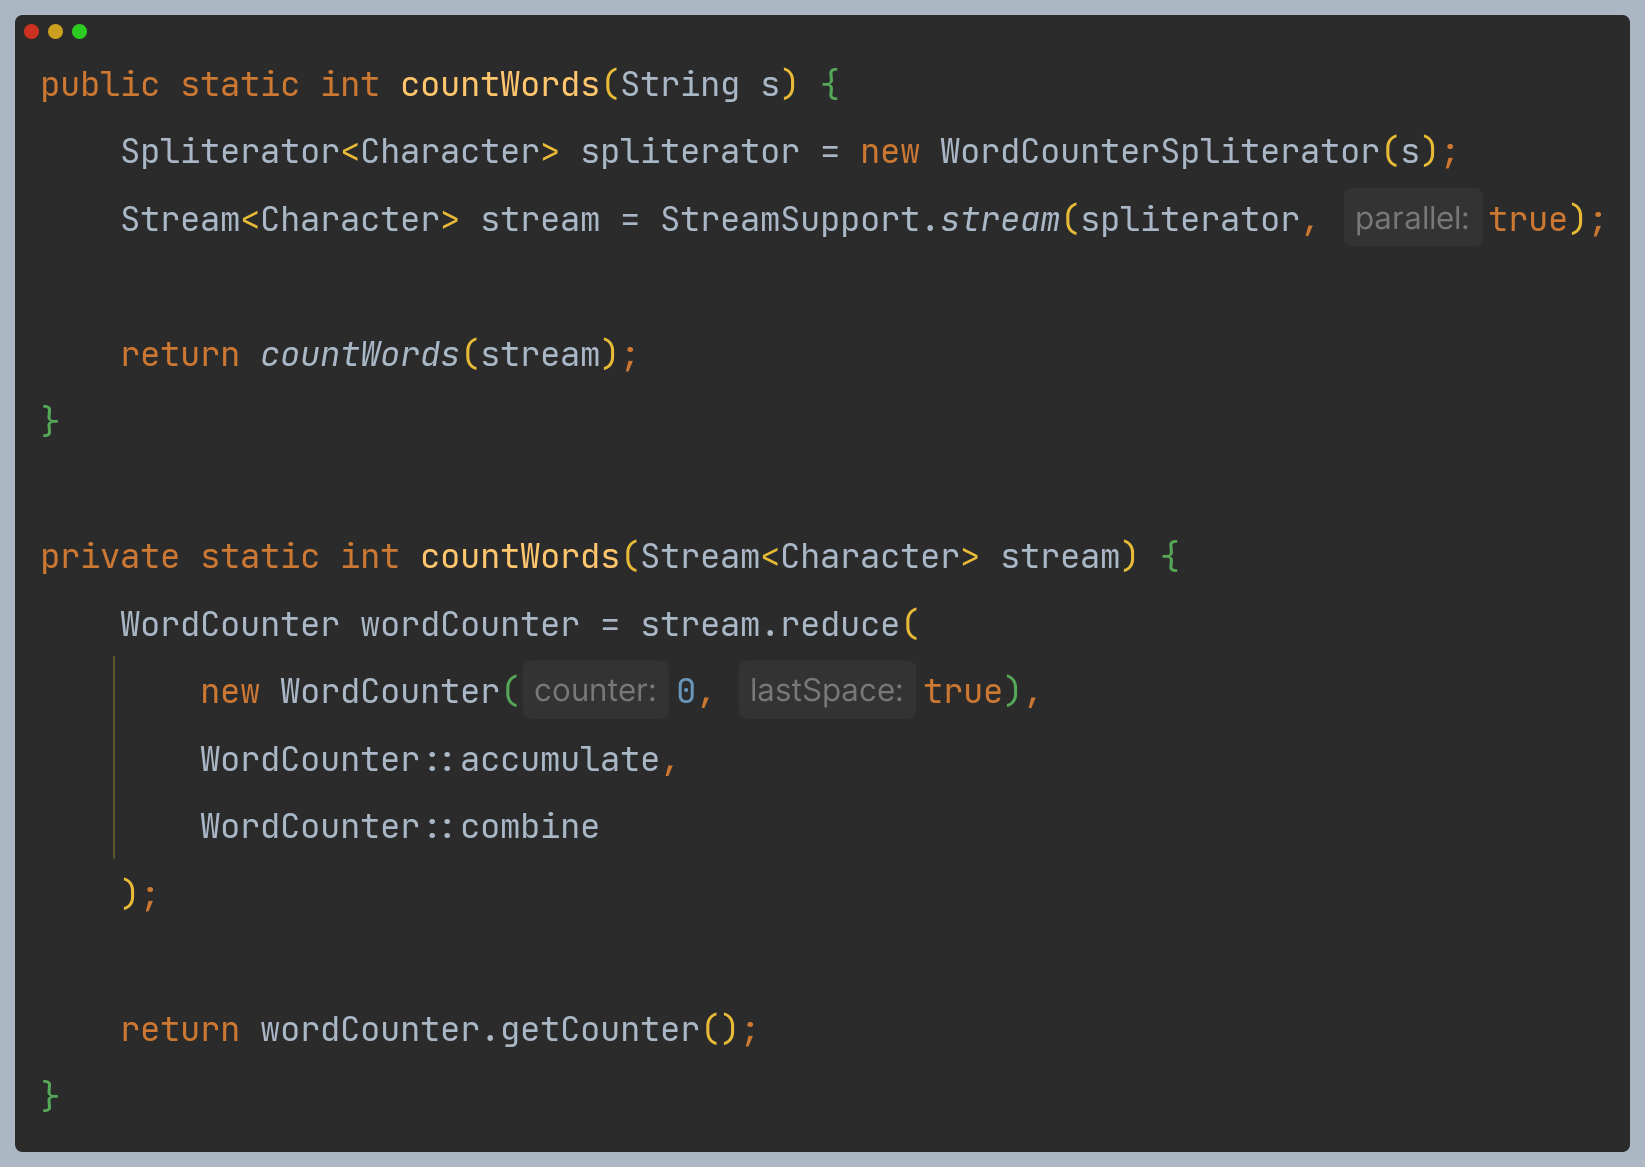 public static int countWords(String s) {
Spliterator<Character> spliterator = new WordCounterSpliterator(s);
Stream<Character> stream = StreamSupport.stream(spliterator, parallel: true);
return countWords(stream);
}
private static int countWords(Stream<Character> stream) {
WordCounter wordCounter = stream.reduce(
new WordCounter(counter: 0, lastSpace: true),
WordCounter::accumulate,
WordCounter::combine
);
return wordCounter.getCounter();
}